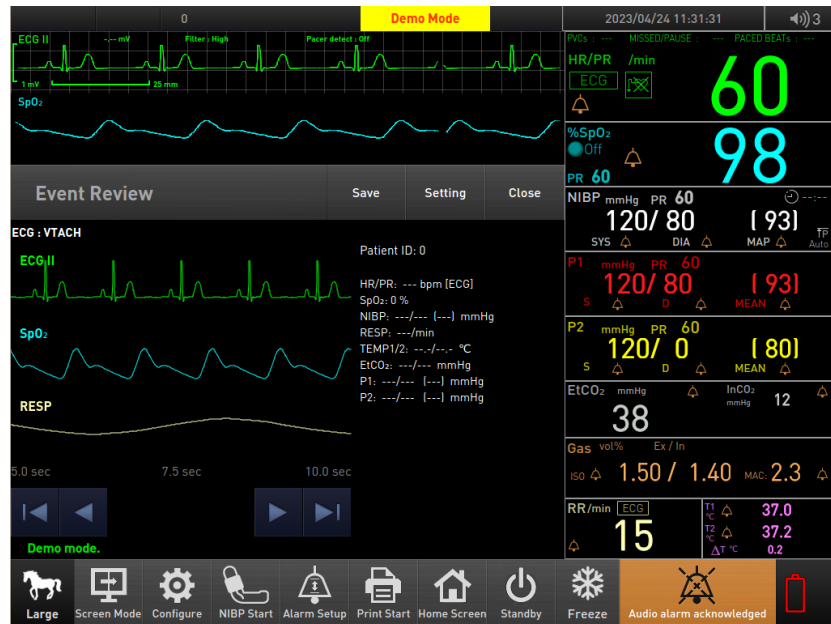 0
Demo Mode
2023/04/24 11:31:31
3
ECG II
-.-- mV
Filter : High
Pacer detect : Off
1 mV
25 mm
SpO₂
PVCs : --- MISSED/PAUSE : --- PACED BEATs : ---
HR/PR /min
ECG
60
%SpO₂
Off
PR 60
98
Event Review
Save
Setting
Close
NIBP mmHg PR 60
--:--
120/ 80 (93)
SYS DIA MAP
TP
Auto
ECG : VTACH
ECG II
SpO₂
RESP
5.0 sec 7.5 sec 10.0 sec
Patient ID: 0
HR/PR: --- bpm [ECG]
SpO₂: 0 %
NIBP: ---/--- (---) mmHg
RESP: ---/min
TEMP1/2: --.-/--.- °C
EtCO₂: ---/--- mmHg
P1: ---/--- (---) mmHg
P2: ---/--- (---) mmHg
P1 mmHg PR 60
120/ 80 (93)
S D MEAN
P2 mmHg PR 60
120/ 0 (80)
S D MEAN
EtCO₂ mmHg
38
InCO₂
mmHg
12
Gas vol% Ex / In
ISO 1.50 / 1.40 MAC: 2.3
RR/min ECG
15
T1 °C 37.0
T2 °C 37.2
ΔT °C 0.2
Demo mode.
Large
Screen Mode
Configure
NIBP Start
Alarm Setup
Print Start
Home Screen
Standby
Freeze
Audio alarm acknowledged